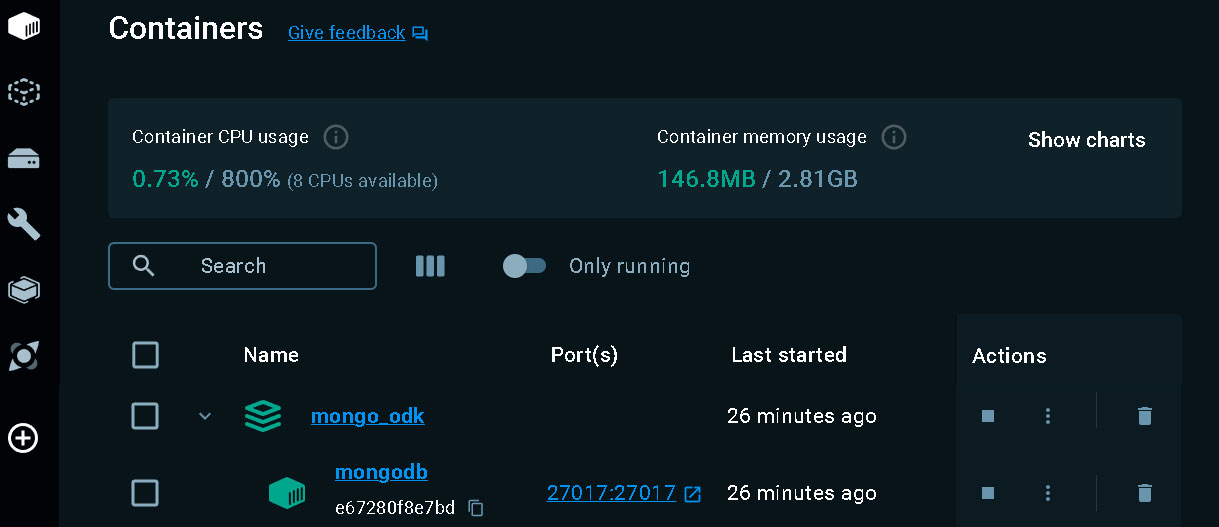 Containers Give feedback
Container CPU usage Container memory usage Show charts
0.73% / 800% (8 CPUs available) 146.8MB / 2.81GB
Search Only running
Name Port(s) Last started Actions
mongo_odk 26 minutes ago
mongodb
27017:27017 26 minutes ago
e67280f8e7bd